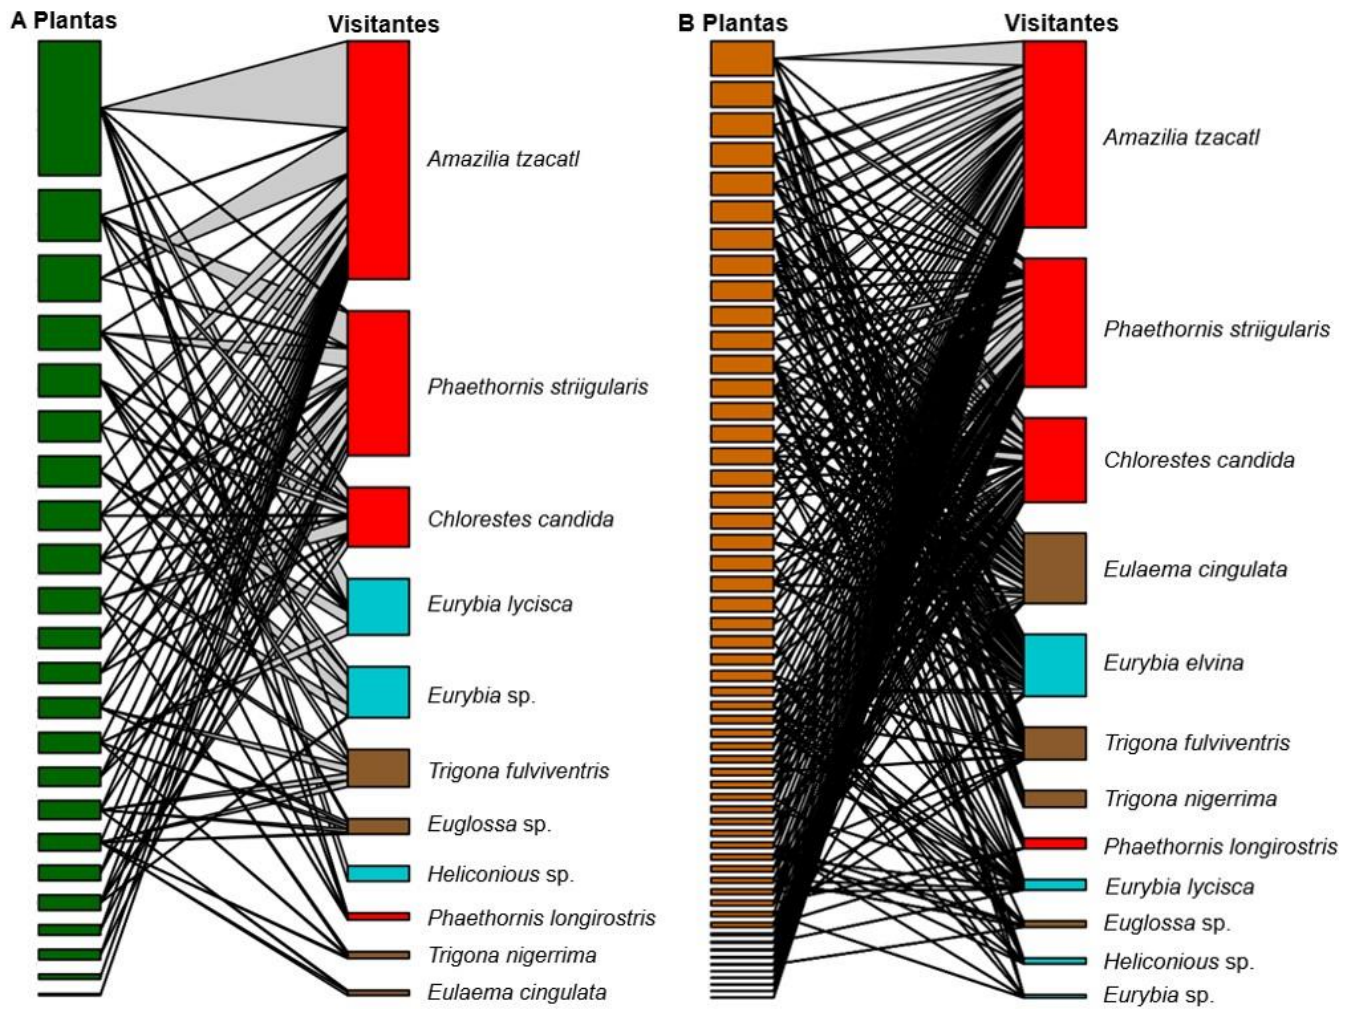 A Plantas
Visitantes
Amazilia tzacatl
Phaethornis striigularis
Chlorestes candida
Eurybia lycisca
Eurybia sp.
Trigona fulviventris
Euglossa sp.
Heliconious sp.
Phaethornis longirostris
Trigona nigerrima
Eulaema cingulata
B Plantas
Visitantes
Amazilia tzacatl
Phaethornis striigularis
Chlorestes candida
Eulaema cingulata
Eurybia elvina
Trigona fulviventris
Trigona nigerrima
Phaethornis longirostris
Eurybia lycisca
Euglossa sp.
Heliconious sp.
Eurybia sp.